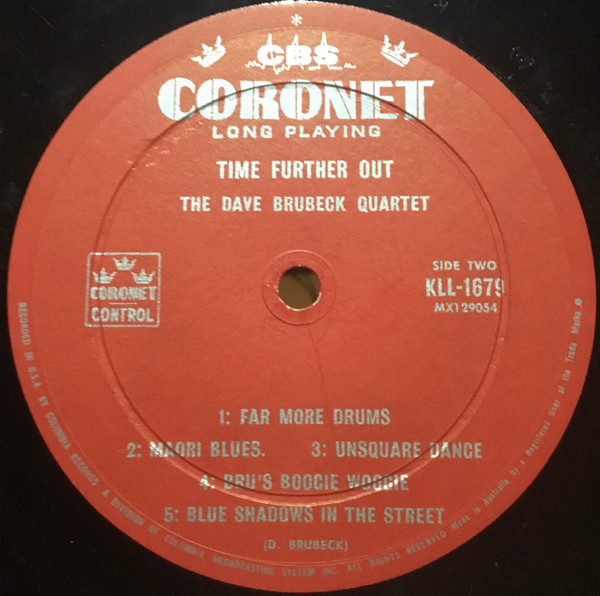 *
CBS
CORONET
LONG PLAYING
TIME FURTHER OUT
THE DAVE BRUBECK QUARTET
CORONET
CONTROL
SIDE TWO
KLL-1679
MX129054
1: FAR MORE DRUMS
2: MAORI BLUES. 3: UNSQUARE DANCE
4: BRU'S BOOGIE WOOGIE
5: BLUE SHADOWS IN THE STREET
(D. BRUBECK)
RECORDED IN U.S.A. BY COLUMBIA RECORDS A DIVISION OF COLUMBIA BROADCASTING SYSTEM INC. ALL RIGHTS RESERVED Made in Australia by a Registered User of the Trade Marks.